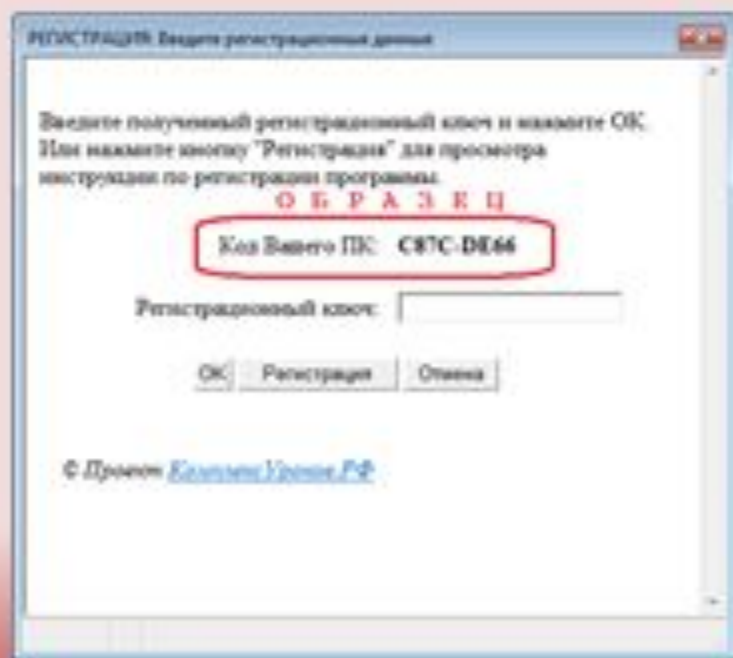 РЕГИСТРАЦИЯ: Введите регистрационные данные
Введите полученный регистрационный ключ и нажмите ОК.
Или нажмите кнопку "Регистрация" для просмотра
инструкции по регистрации программы.
О Б Р А З Е Ц
Код Вашего ПК: C87C-DE66
Регистрационный ключ:
ОК Регистрация Отмена
© Проект КомплексУроков.РФ